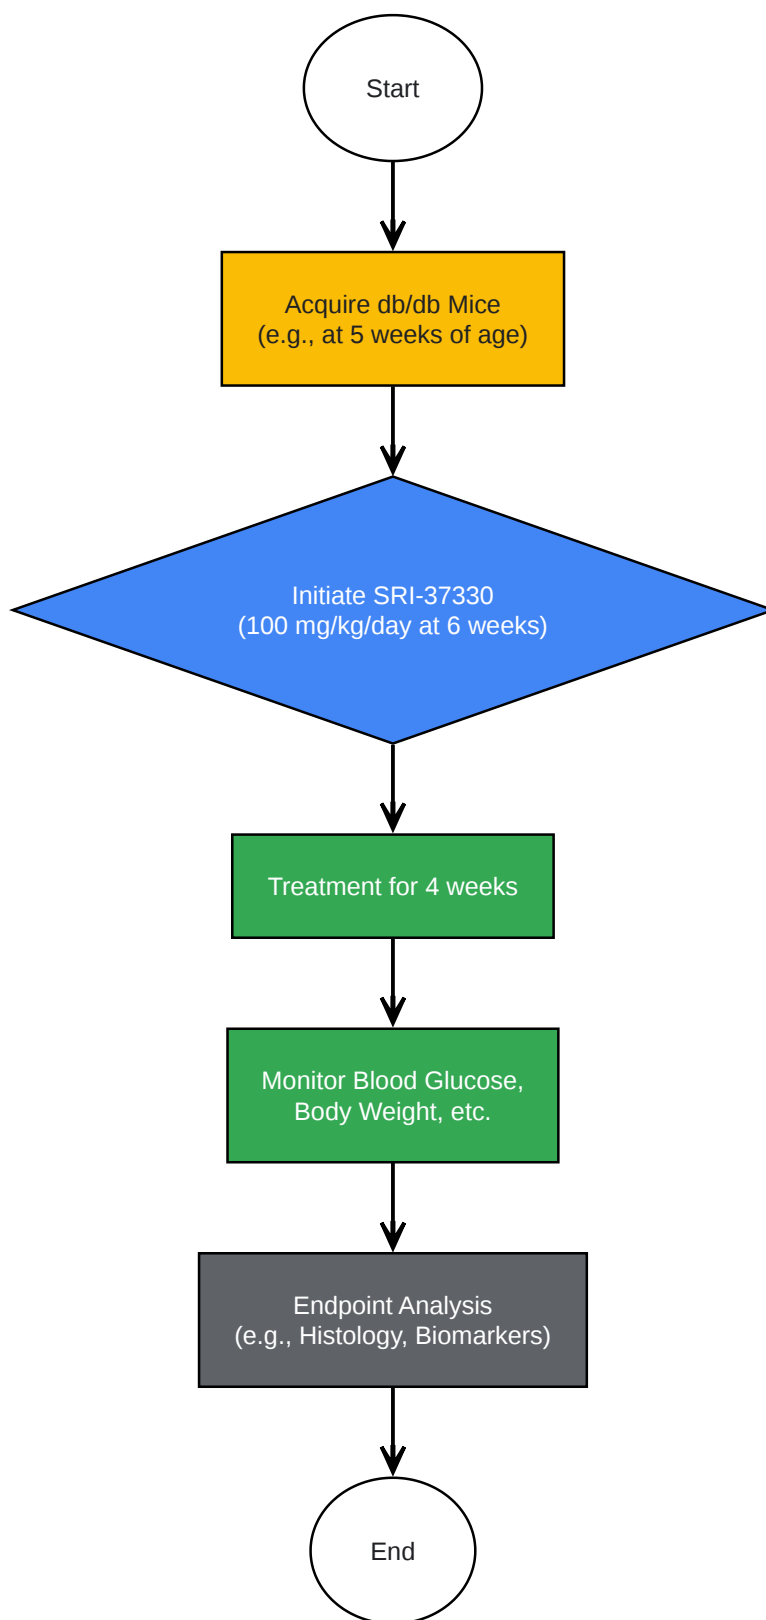 Start
Acquire db/db Mice
(e.g., at 5 weeks of age)
Initiate SRI-37330
(100 mg/kg/day at 6 weeks)
Treatment for 4 weeks
Monitor Blood Glucose,
Body Weight, etc.
Endpoint Analysis
(e.g., Histology, Biomarkers)
End